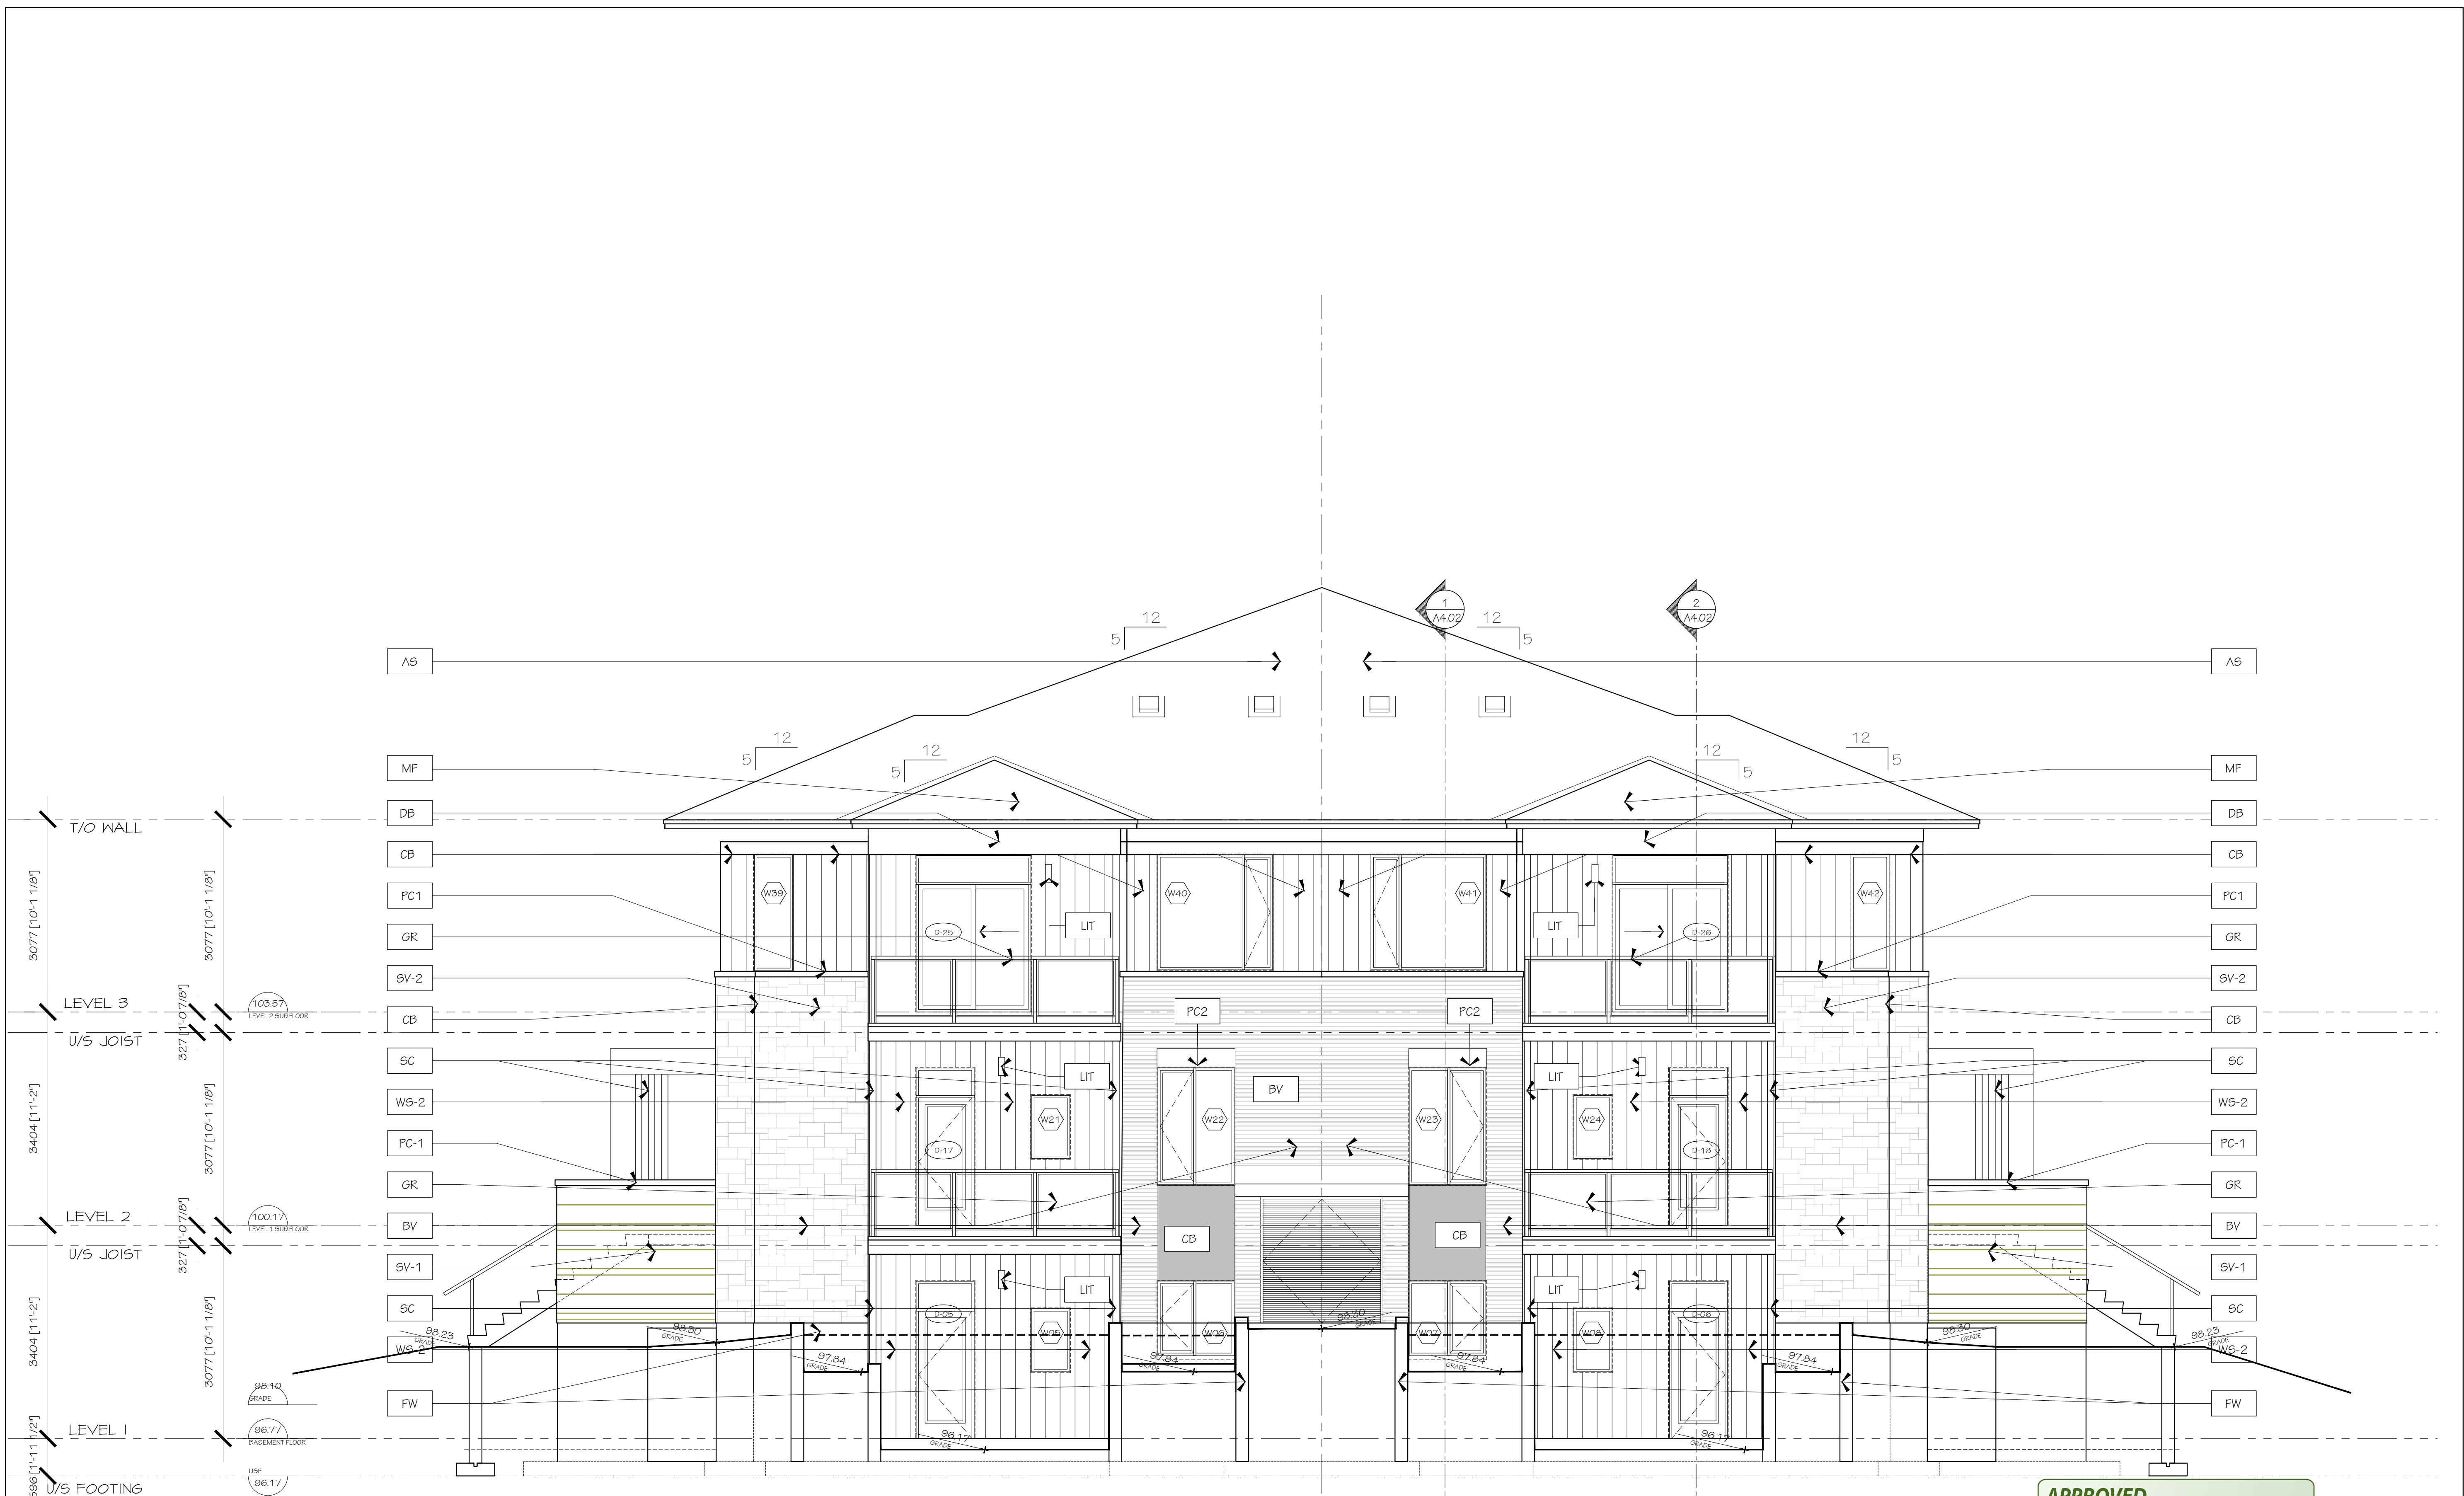 1
A4.02
2
A4.02
12
5
12
5
AS
AS
12
5
12
5
12
5
12
5
MF
MF
DB
DB
T/O WALL
CB
CB
PC1
W39
W40
W41
W42
PC1
GR
D-25
LIT
LIT
D-26
GR
3077 [10'-1 1/8"]
3077 [10'-1 1/8"]
SV-2
SV-2
LEVEL 3
103.57
LEVEL 2 SUBFLOOR
CB
PC2
PC2
CB
327 [1'-0 7/8"]
U/S JOIST
SC
SC
LIT
BV
LIT
WS-2
WS-2
W21
W22
W23
W24
3404 [11'-2"]
3077 [10'-1 1/8"]
PC-1
D-17
D-18
PC-1
GR
GR
LEVEL 2
100.17
LEVEL 1 SUBFLOOR
BV
CB
CB
BV
327 [1'-0 7/8"]
U/S JOIST
SV-1
SV-1
LIT
LIT
SC
D-05
D-06
SC
3404 [11'-2"]
3077 [10'-1 1/8"]
98.23
GRADE
98.30
GRADE
W05
W06
98.30
GRADE
W07
W08
98.30
GRADE
98.23
GRADE
WS-2
WS-2
97.84
GRADE
97.84
GRADE
97.84
GRADE
97.84
GRADE
98.10
GRADE
FW
FW
LEVEL 1
96.77
BASEMENT FLOOR
96.17
GRADE
96.17
GRADE
596 [1'-11 1/2"]
USF
96.17
U/S FOOTING
APPROVED